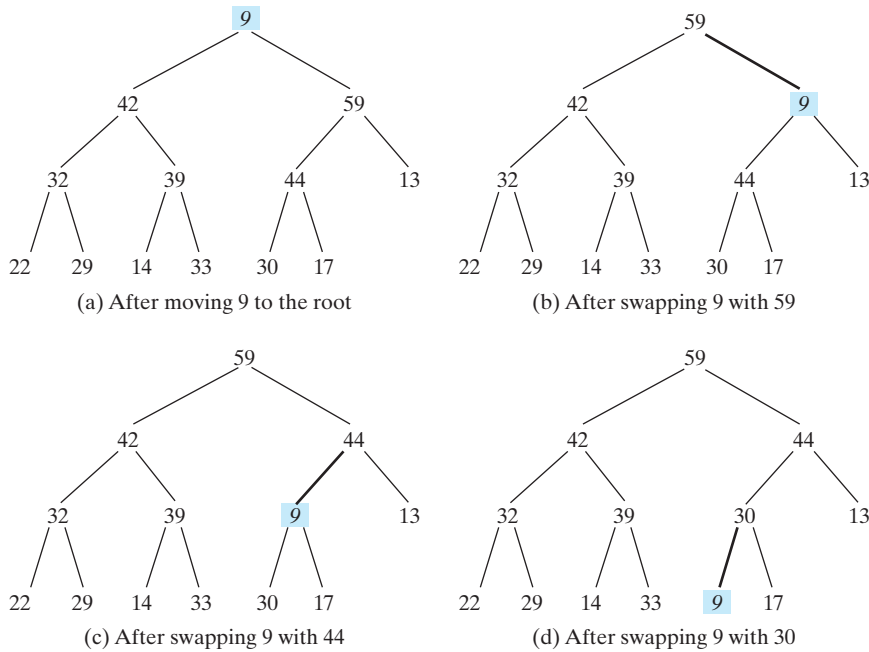 9 59
42 59 42 9
32 39 44 13 32 39 44 13
22 29 14 33 30 17 22 29 14 33 30 17
(a) After moving 9 to the root (b) After swapping 9 with 59
59 59
42 44 42 44
32 39 9 13 32 39 30 13
22 29 14 33 30 17 22 29 14 33 9 17
(c) After swapping 9 with 44 (d) After swapping 9 with 30